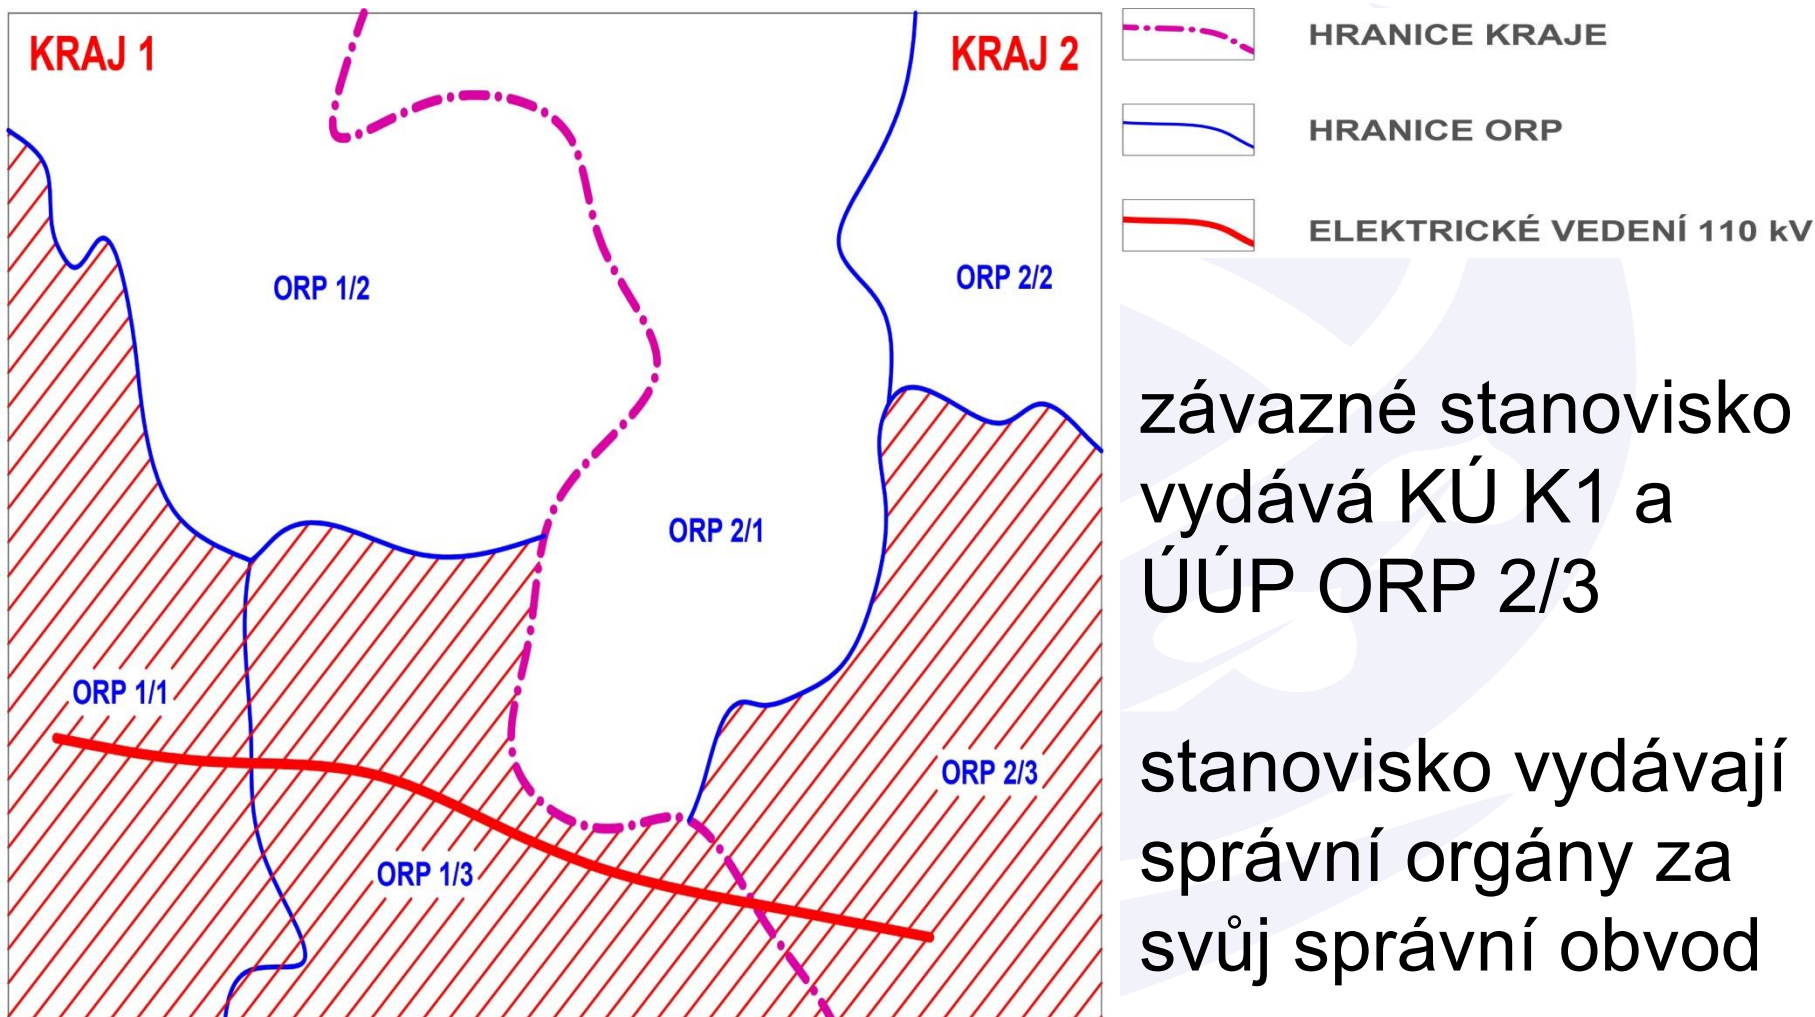 KRAJ 1
KRAJ 2
ORP 1/2
ORP 2/2
ORP 2/1
ORP 1/1
ORP 2/3
ORP 1/3
HRANICE KRAJE
HRANICE ORP
ELEKTRICKÉ VEDENÍ 110 kV
závazné stanovisko
vydává KÚ K1 a
ÚÚP ORP 2/3
stanovisko vydávají
správní orgány za
svůj správní obvod